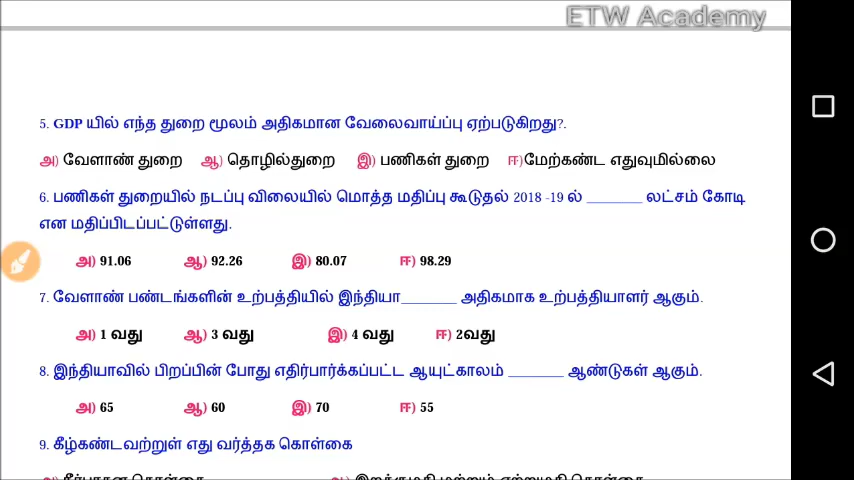 ETW Academy
5. GDP யில் எந்த துறை மூலம் அதிகமான வேலைவாய்ப்பு ஏற்படுகிறது?.
அ) வேளாண் துறை ஆ) தொழில்துறை இ) பணிகள் துறை ஈ)மேற்கண்ட எதுவுமில்லை
6. பணிகள் துறையில் நடப்பு விலையில் மொத்த மதிப்பு கூடுதல் 2018 -19 ல் ________ லட்சம் கோடி
என மதிப்பிடப்பட்டுள்ளது.
அ) 91.06 ஆ) 92.26 இ) 80.07 ஈ) 98.29
7. வேளாண் பண்டங்களின் உற்பத்தியில் இந்தியா________ அதிகமாக உற்பத்தியாளர் ஆகும்.
அ) 1 வது ஆ) 3 வது இ) 4 வது ஈ) 2வது
8. இந்தியாவில் பிறப்பின் போது எதிர்பார்க்கப்பட்ட ஆயுட்காலம் ________ ஆண்டுகள் ஆகும்.
அ) 65 ஆ) 60 இ) 70 ஈ) 55
9. கீழ்கண்டவற்றுள் எது வர்த்தக கொள்கை